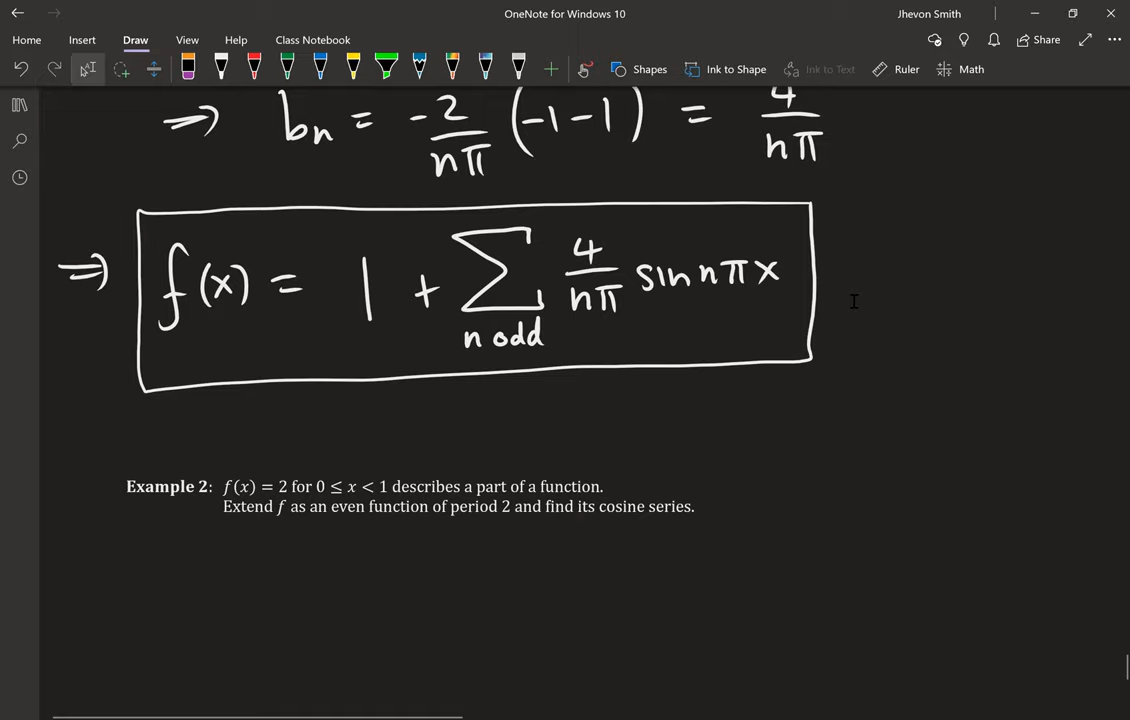 OneNote for Windows 10
Jhevon Smith
Home Insert Draw View Help Class Notebook
Share
Shapes Ink to Shape Ink to Text Ruler Math
⇒ bn = -2/nπ (-1-1) = 4/nπ
⇒ f(x) = 1 + ∑ 4/nπ sin nπx
n odd
Example 2: f(x) = 2 for 0 ≤ x < 1 describes a part of a function.
Extend f as an even function of period 2 and find its cosine series.